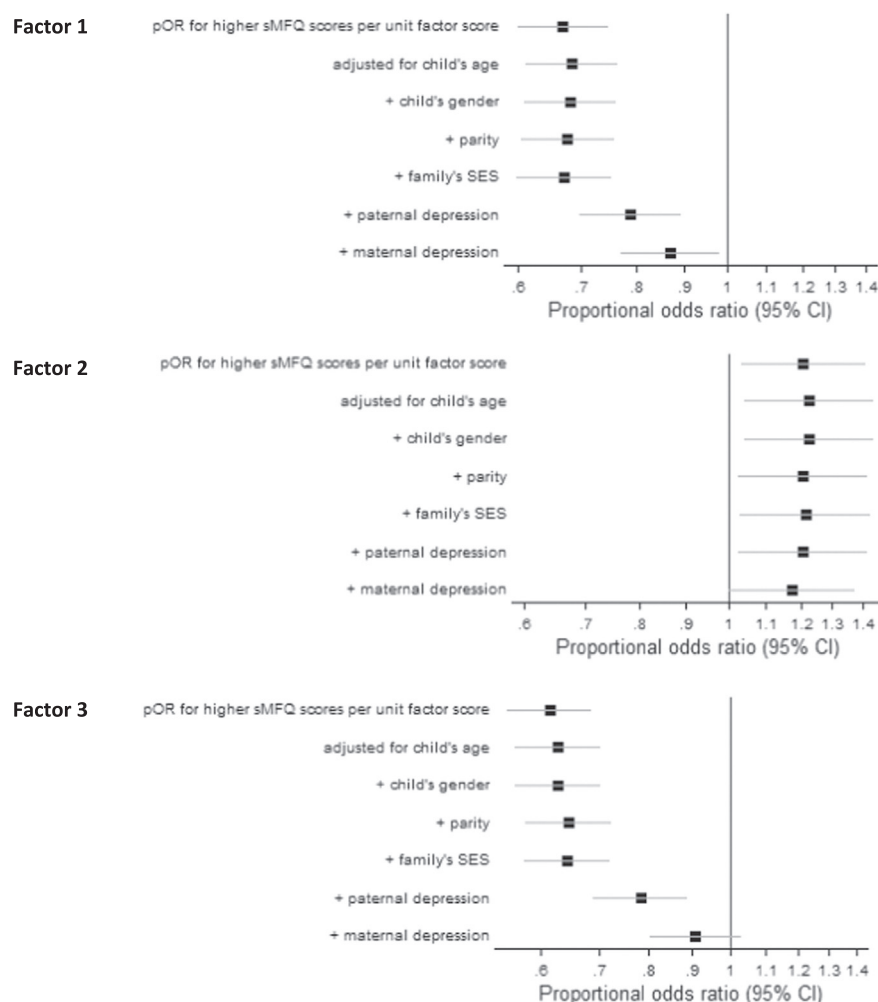 Factor 1
pOR for higher sMFQ scores per unit factor score
adjusted for child's age
+ child's gender
+ parity
+ family's SES
+ paternal depression
+ maternal depression
.6 .7 .8 .9 1 1.1 1.2 1.3 1.4
Proportional odds ratio (95% CI)
Factor 2
pOR for higher sMFQ scores per unit factor score
adjusted for child's age
+ child's gender
+ parity
+ family's SES
+ paternal depression
+ maternal depression
.6 .7 .8 .9 1 1.1 1.2 1.3 1.4
Proportional odds ratio (95% CI)
Factor 3
pOR for higher sMFQ scores per unit factor score
adjusted for child's age
+ child's gender
+ parity
+ family's SES
+ paternal depression
+ maternal depression
.6 .7 .8 .9 1 1.1 1.2 1.3 1.4
Proportional odds ratio (95% CI)